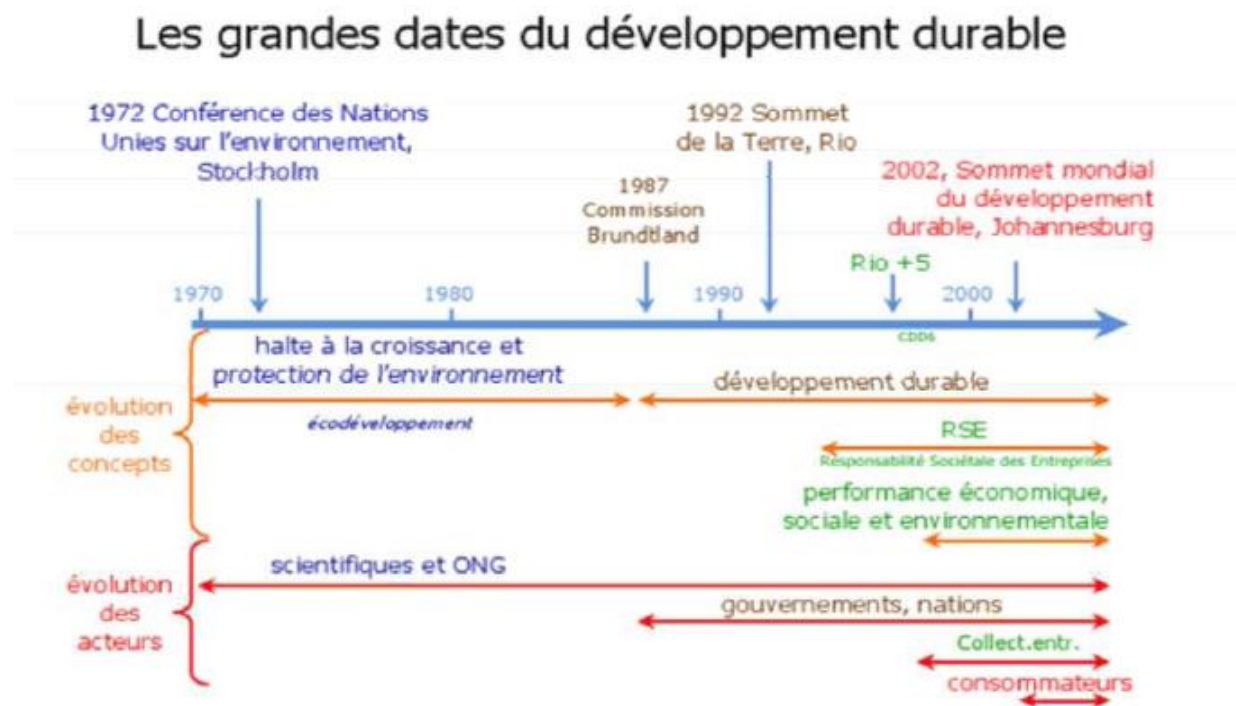 Les grandes dates du développement durable
1972 Conférence des Nations
Unies sur l'environnement,
Stockholm
1992 Sommet
de la Terre, Rio
1987
Commission
Brundtland
2002, Sommet mondial
du développement
durable, Johannesburg
Rio +5
1970
1980
1990
2000
CDD6
halte à la croissance et
protection de l'environnement
écodéveloppement
développement durable
évolution
des
concepts
RSE
Responsabilité Sociétale des Entreprises
performance économique,
sociale et environnementale
scientifiques et ONG
évolution
des
acteurs
gouvernements, nations
Collect.entr.
consommateurs